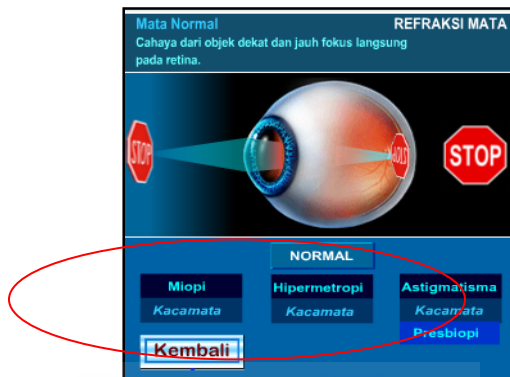 Mata Normal
REFRAKSI MATA
Cahaya dari objek dekat dan jauh fokus langsung
pada retina.
STOP
STOP
STOP
NORMAL
Miopi
Hipermetropi
Astigmatisma
Kacamata
Kacamata
Kacamata
Presbiopi
Kembali